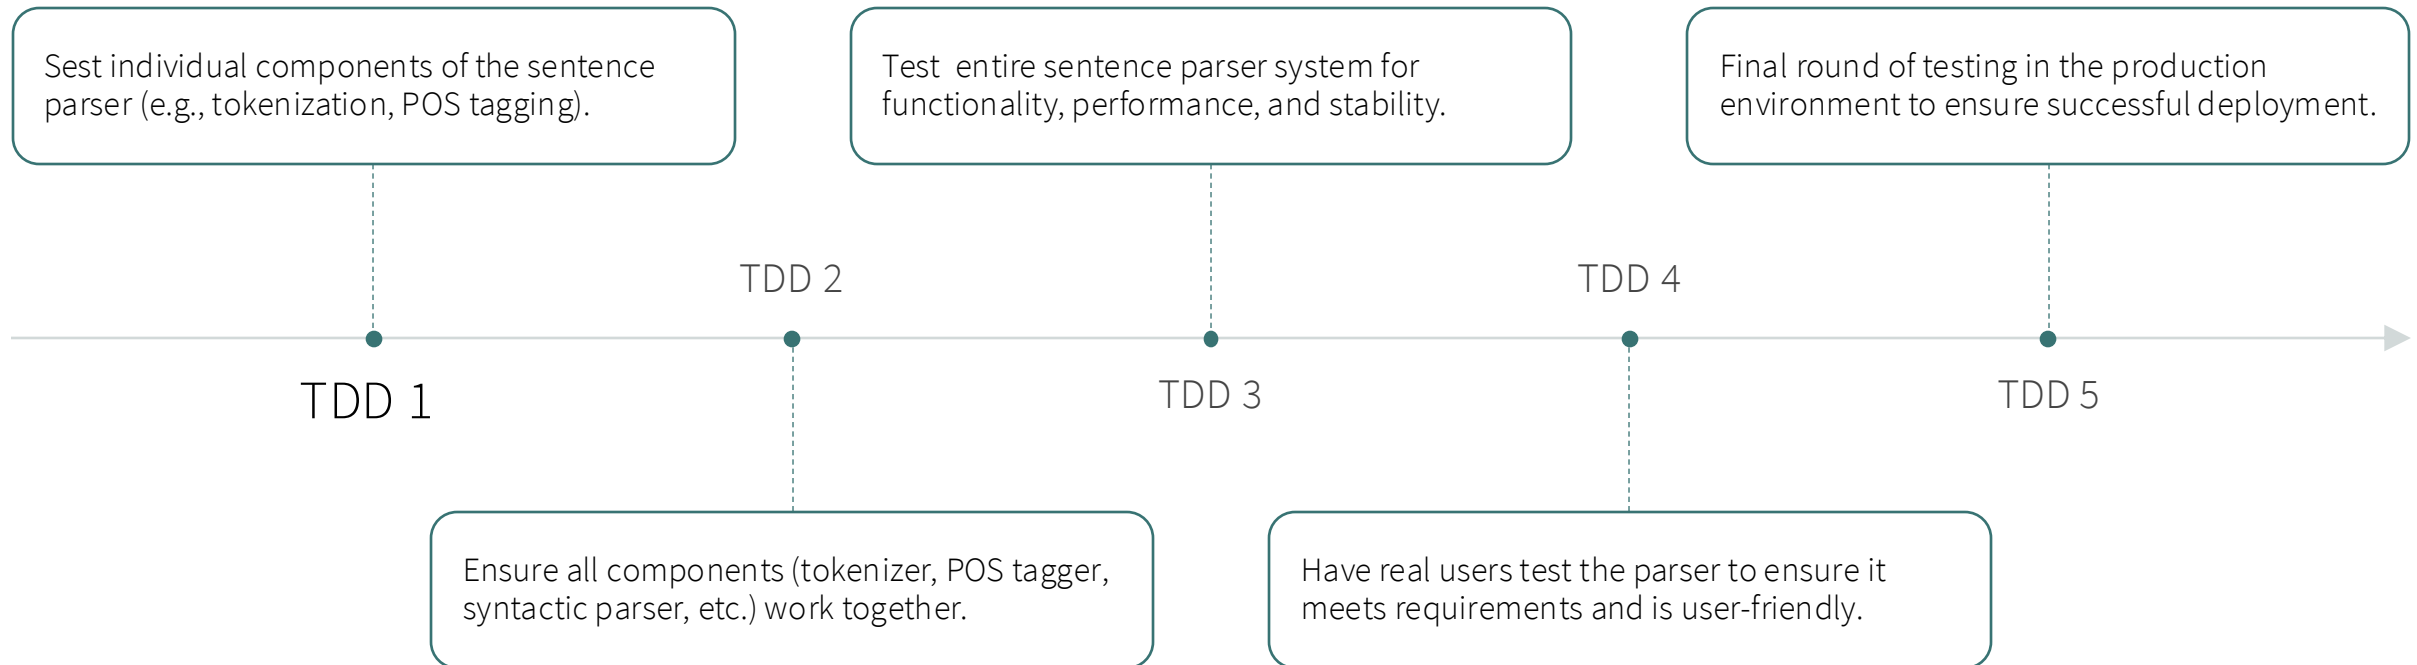 Sest individual components of the sentence
parser (e.g., tokenization, POS tagging).
Test  entire sentence parser system for
functionality, performance, and stability.
Final round of testing in the production
environment to ensure successful deployment.
TDD 2
TDD 4
TDD 1
TDD 3
TDD 5
Ensure all components (tokenizer, POS tagger,
syntactic parser, etc.) work together.
Have real users test the parser to ensure it
meets requirements and is user-friendly.